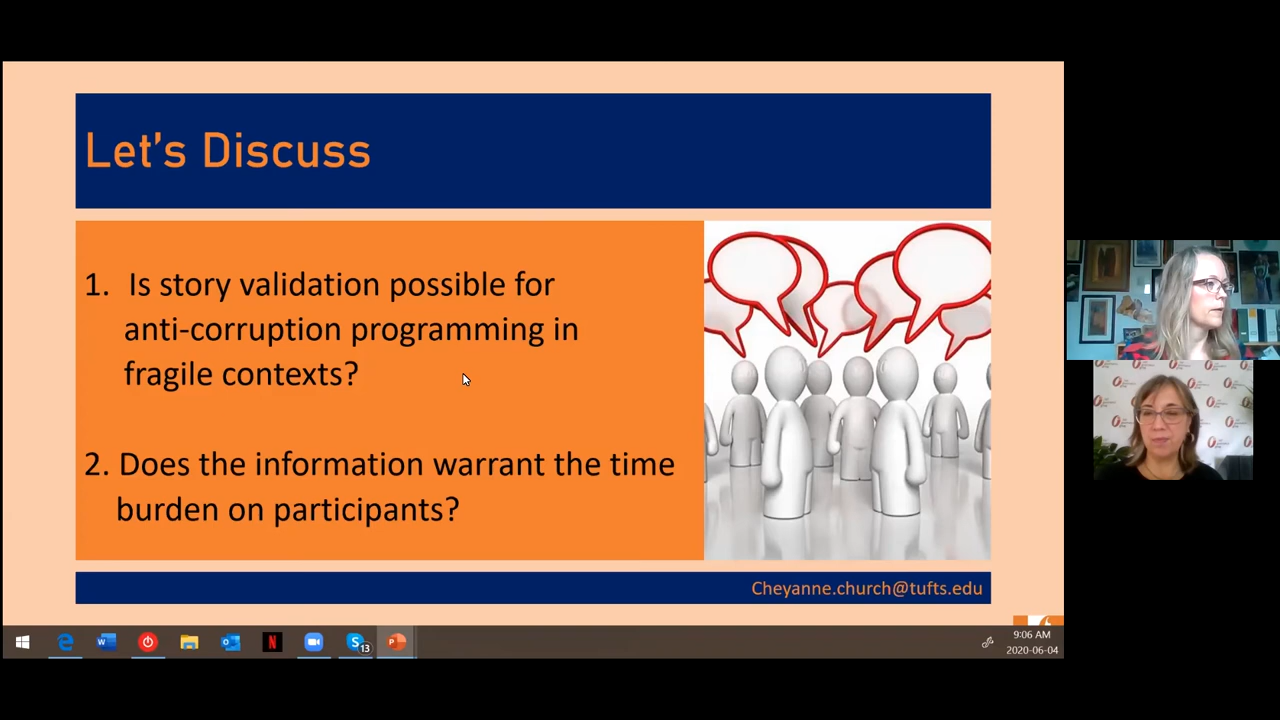 Let's Discuss
1. Is story validation possible for
anti-corruption programming in
fragile contexts?
2. Does the information warrant the time
burden on participants?
Cheyanne.church@tufts.edu
13
9:06 AM
2020-06-04